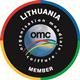 LITHUANIA
organisation mondiale coiffure
omc
MEMBER